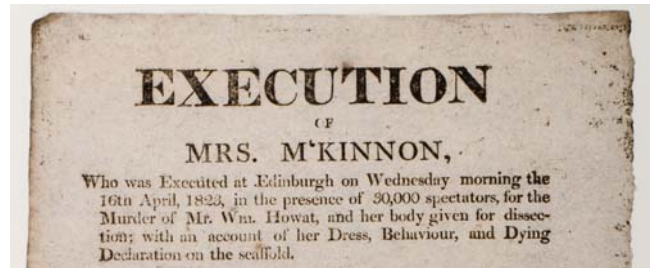 EXECUTION
OF
MRS. M‘KINNON,
Who was Executed at Edinburgh on Wednesday morning the
16th April, 1823, in the presence of 30,000 spectators, for the
Murder of Mr. Wm. Howat, and her body given for dissec-
tion; with an account of her Dress, Behaviour, and Dying
Declaration on the scaffold.